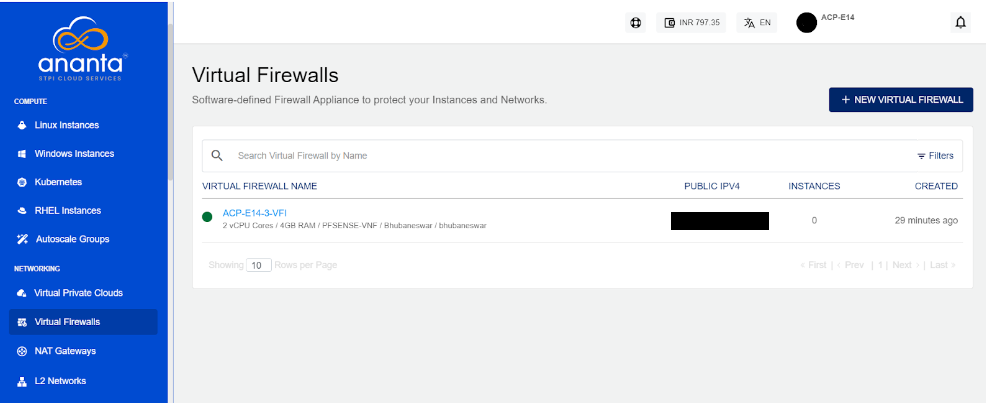 ananta
STPI CLOUD SERVICES
COMPUTE
Linux Instances
Windows Instances
Kubernetes
RHEL Instances
Autoscale Groups
NETWORKING
Virtual Private Clouds
Virtual Firewalls
NAT Gateways
L2 Networks
INR 797.35
EN
ACP-E14
Virtual Firewalls
Software-defined Firewall Appliance to protect your Instances and Networks.
+ NEW VIRTUAL FIREWALL
Search Virtual Firewall by Name
Filters
VIRTUAL FIREWALL NAME PUBLIC IPV4 INSTANCES CREATED
ACP-E14-3-VFI
2 vCPU Cores / 4GB RAM / PFSENSE-VNF / Bhubaneswar / bhubaneswar
0 29 minutes ago
Showing 10 Rows per Page
< First | < Prev | 1 | Next > | Last >